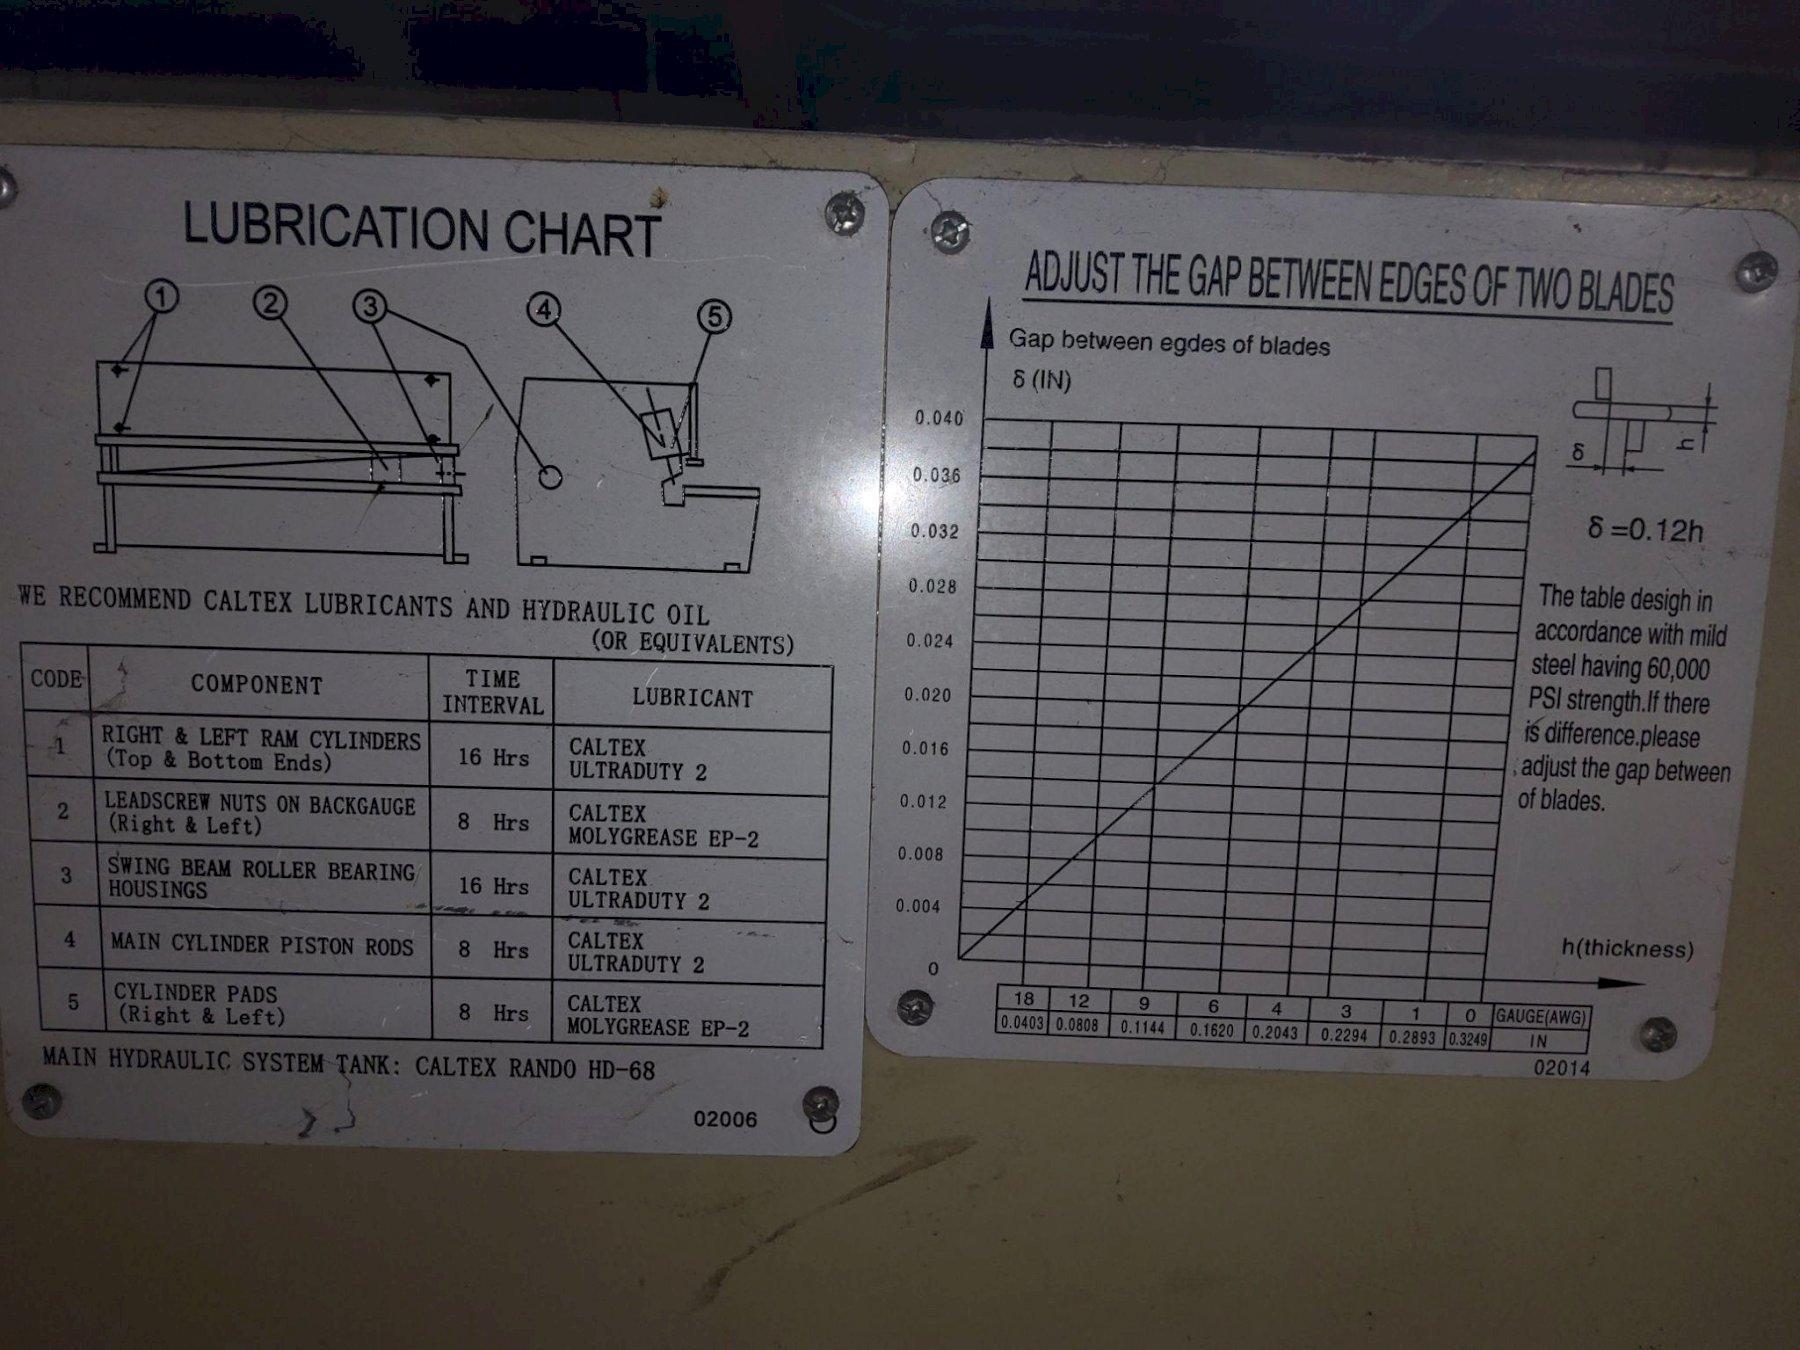 LUBRICATION CHART
1 2 3 4 5
WE RECOMMEND CALTEX LUBRICANTS AND HYDRAULIC OIL
(OR EQUIVALENTS)
CODE COMPONENT TIME INTERVAL LUBRICANT
1 RIGHT & LEFT RAM CYLINDERS 16 Hrs CALTEX
(Top & Bottom Ends) ULTRADUTY 2
2 LEADSCREW NUTS ON BACKGAUGE 8 Hrs CALTEX
(Right & Left) MOLYGREASE EP-2
3 SWING BEAM ROLLER BEARING 16 Hrs CALTEX
HOUSINGS ULTRADUTY 2
4 MAIN CYLINDER PISTON RODS 8 Hrs CALTEX
ULTRADUTY 2
5 CYLINDER PADS 8 Hrs CALTEX
(Right & Left) MOLYGREASE EP-2
MAIN HYDRAULIC SYSTEM TANK: CALTEX RANDO HD-68
02006
ADJUST THE GAP BETWEEN EDGES OF TWO BLADES
Gap between egdes of blades
δ (IN)
0.040
0.036
0.032
0.028
0.024
0.020
0.016
0.012
0.008
0.004
0
δ h
δ =0.12h
The table desigh in
accordance with mild
steel having 60,000
PSI strength.If there
is difference.please
adjust the gap between
of blades.
h(thickness)
18 12 9 6 4 3 1 0 GAUGE(AWG)
0.0403 0.0808 0.1144 0.1620 0.2043 0.2294 0.2893 0.3249 IN
02014